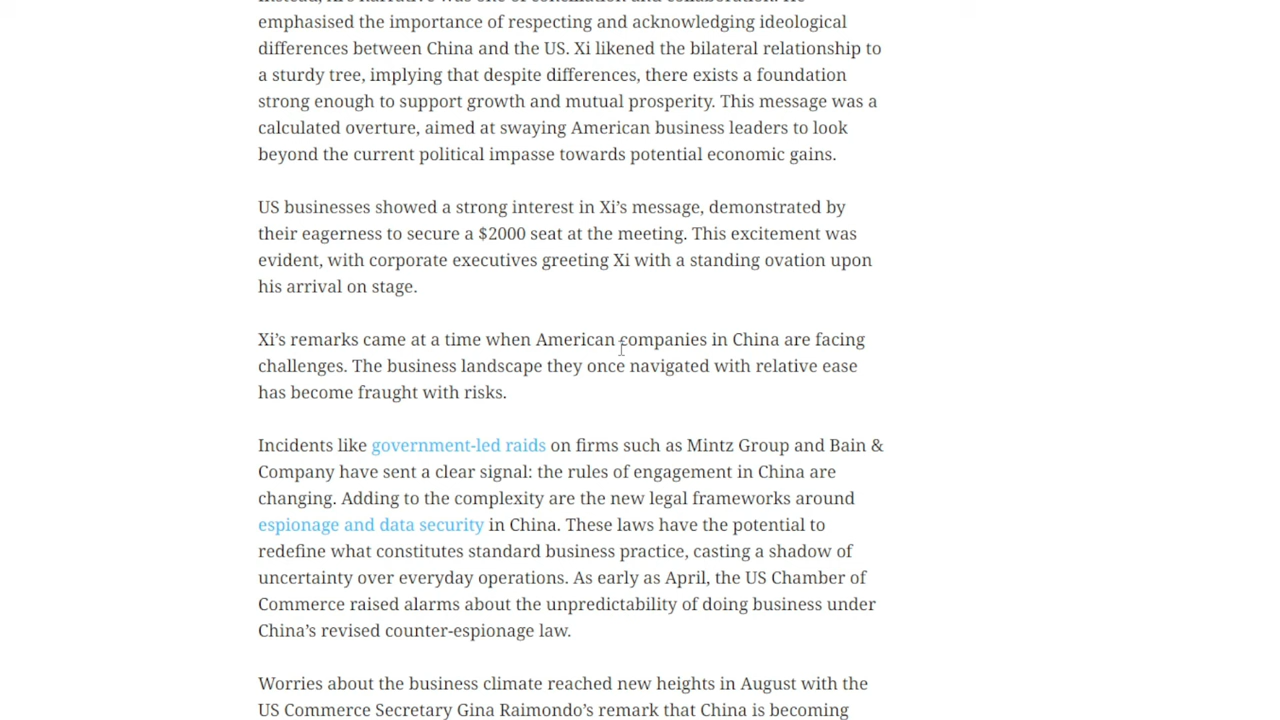 emphasised the importance of respecting and acknowledging ideological
differences between China and the US. Xi likened the bilateral relationship to
a sturdy tree, implying that despite differences, there exists a foundation
strong enough to support growth and mutual prosperity. This message was a
calculated overture, aimed at swaying American business leaders to look
beyond the current political impasse towards potential economic gains.
US businesses showed a strong interest in Xi’s message, demonstrated by
their eagerness to secure a $2000 seat at the meeting. This excitement was
evident, with corporate executives greeting Xi with a standing ovation upon
his arrival on stage.
Xi’s remarks came at a time when American companies in China are facing
challenges. The business landscape they once navigated with relative ease
has become fraught with risks.
Incidents like government-led raids on firms such as Mintz Group and Bain &
Company have sent a clear signal: the rules of engagement in China are
changing. Adding to the complexity are the new legal frameworks around
espionage and data security in China. These laws have the potential to
redefine what constitutes standard business practice, casting a shadow of
uncertainty over everyday operations. As early as April, the US Chamber of
Commerce raised alarms about the unpredictability of doing business under
China’s revised counter-espionage law.
Worries about the business climate reached new heights in August with the
US Commerce Secretary Gina Raimondo’s remark that China is becoming